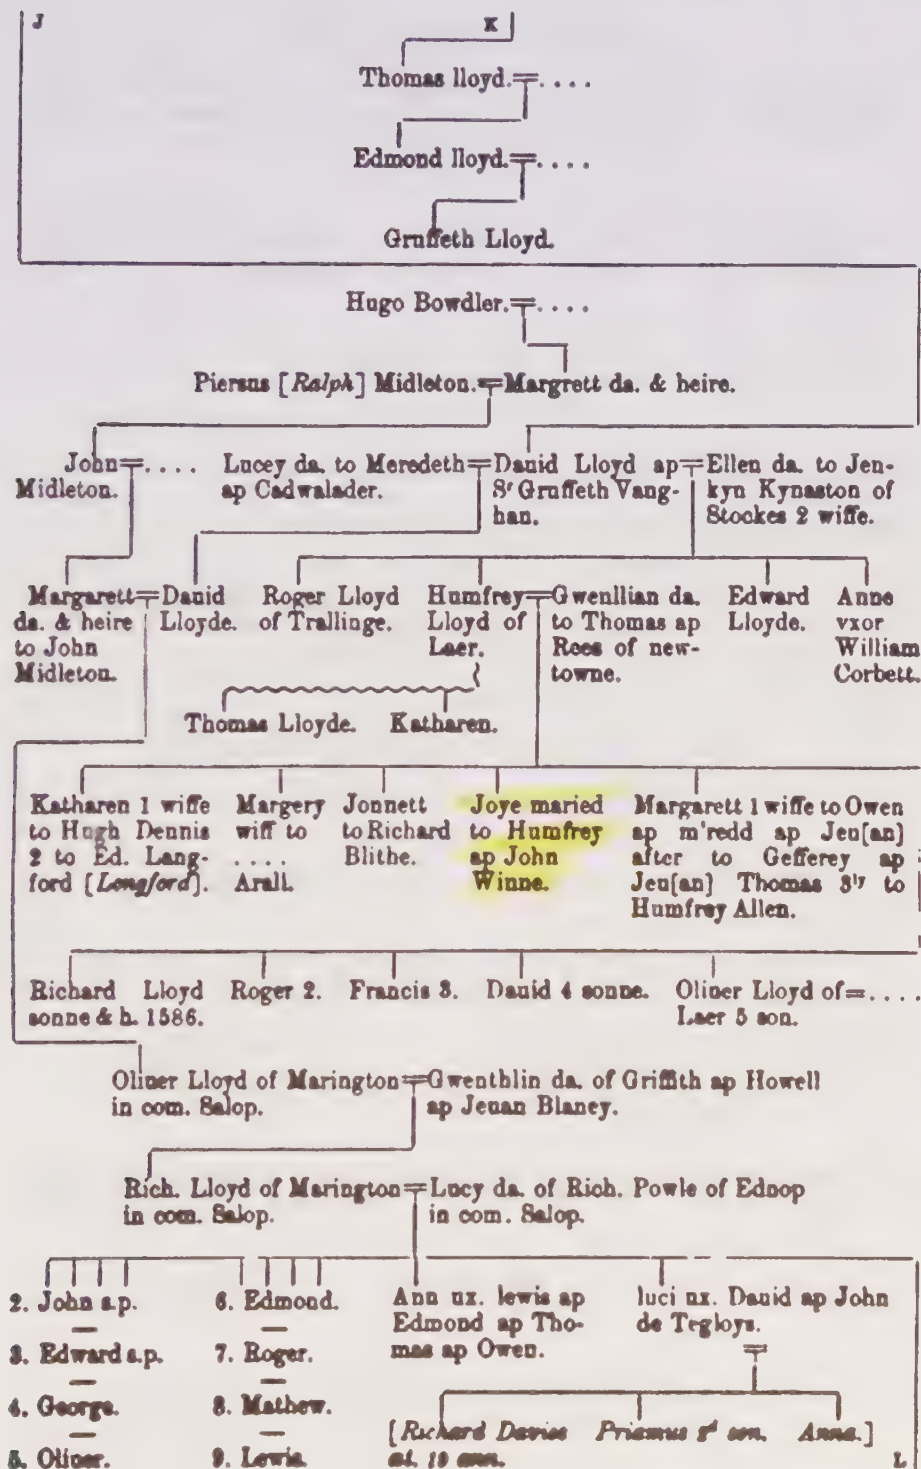 J
K
Thomas lloyd.=. . . .
Edmond lloyd.=. . . .
Gruffeth Lloyd.
Hugo Bowdler.=. . . .
Piersus [Ralph] Midleton.=Margrett da. & heire.
John=. . . .
Midleton.
Lucey da. to Meredeth=
ap Cadwalader.
Dauid Lloyd ap=
Sr Gruffeth Vang-
han.
Ellen da. to Jen-
kyn Kynaston of
Stockes 2 wiffe.
Margarett=
da. & heire
to John
Midleton.
Dauid
Lloyde.
Roger Lloyd
of Trallinge.
Humfrey=
Lloyd of
Laer.
Gwenllian da.
to Thomas ap
Rees of new-
towne.
Edward
Lloyde.
Anne
vxor
William
Corbett.
Thomas Lloyde.
Katharen.
Katharen 1 wiffe
to Hugh Dennis
2 to Ed. Lang-
ford [Longford].
Margery
wiff to
. . . .
Arall.
Jonnett
to Richard
Blithe.
Joye maried
to Humfrey
ap John
Winne.
Margarett 1 wiffe to Owen
ap m'redd ap Jeu[an]
after to Gefferey ap
Jeu[an] Thomas 3ly to
Humfrey Allen.
Richard Lloyd
sonne & h. 1586.
Roger 2.
Francis 3.
Dauid 4 sonne.
Oliuer Lloyd of=. . . .
Laer 5 son.
Oliuer Lloyd of Marington=
in com. Salop.
Gwenthlin da. of Griffith ap Howell
ap Jeuan Blaney.
Rich. Lloyd of Marington=
in com. Salop.
Lucy da. of Rich. Powle of Ednop
in com. Salop.
2. John s.p.
3. Edward s.p.
4. George.
5. Oliuer.
6. Edmond.
7. Roger.
8. Mathew.
9. Lewis.
Ann ux. lewis ap
Edmond ap Tho-
mas ap Owen.
luci ux. Dauid ap John
de Tegloys.
=
[Richard Davies
æt. 19 ann.
Priamus 2d son.
Anna.]
L